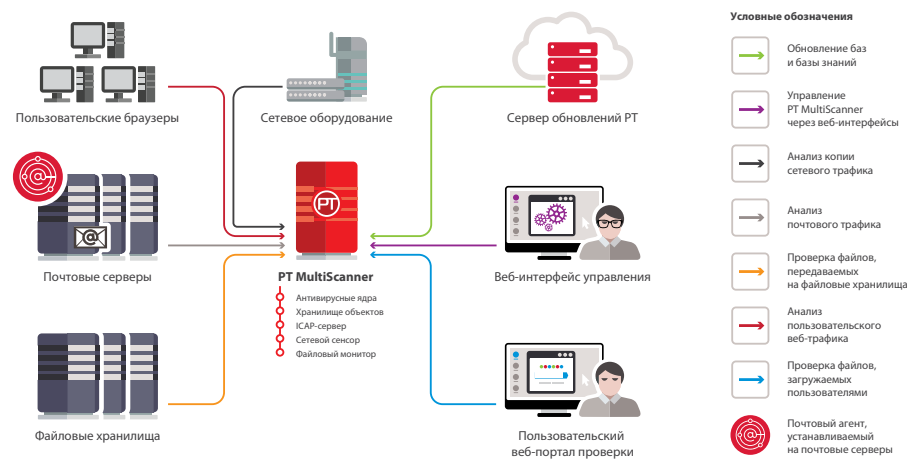 Пользовательские браузеры
Сетевое оборудование
Сервер обновлений PT
Почтовые серверы
PT
PT MultiScanner
Антивирусные ядра
Хранилище объектов
ICAP-сервер
Сетевой сенсор
Файловый монитор
Веб-интерфейс управления
Файловые хранилища
Пользовательский
веб-портал проверки
Условные обозначения
Обновление баз
и базы знаний
Управление
PT MultiScanner
через веб-интерфейсы
Анализ копии
сетевого трафика
Анализ
почтового трафика
Проверка файлов,
передаваемых
на файловые хранилища
Анализ
пользовательского
веб-трафика
Проверка файлов,
загружаемых
пользователями
Почтовый агент,
устанавливаемый
на почтовые серверы